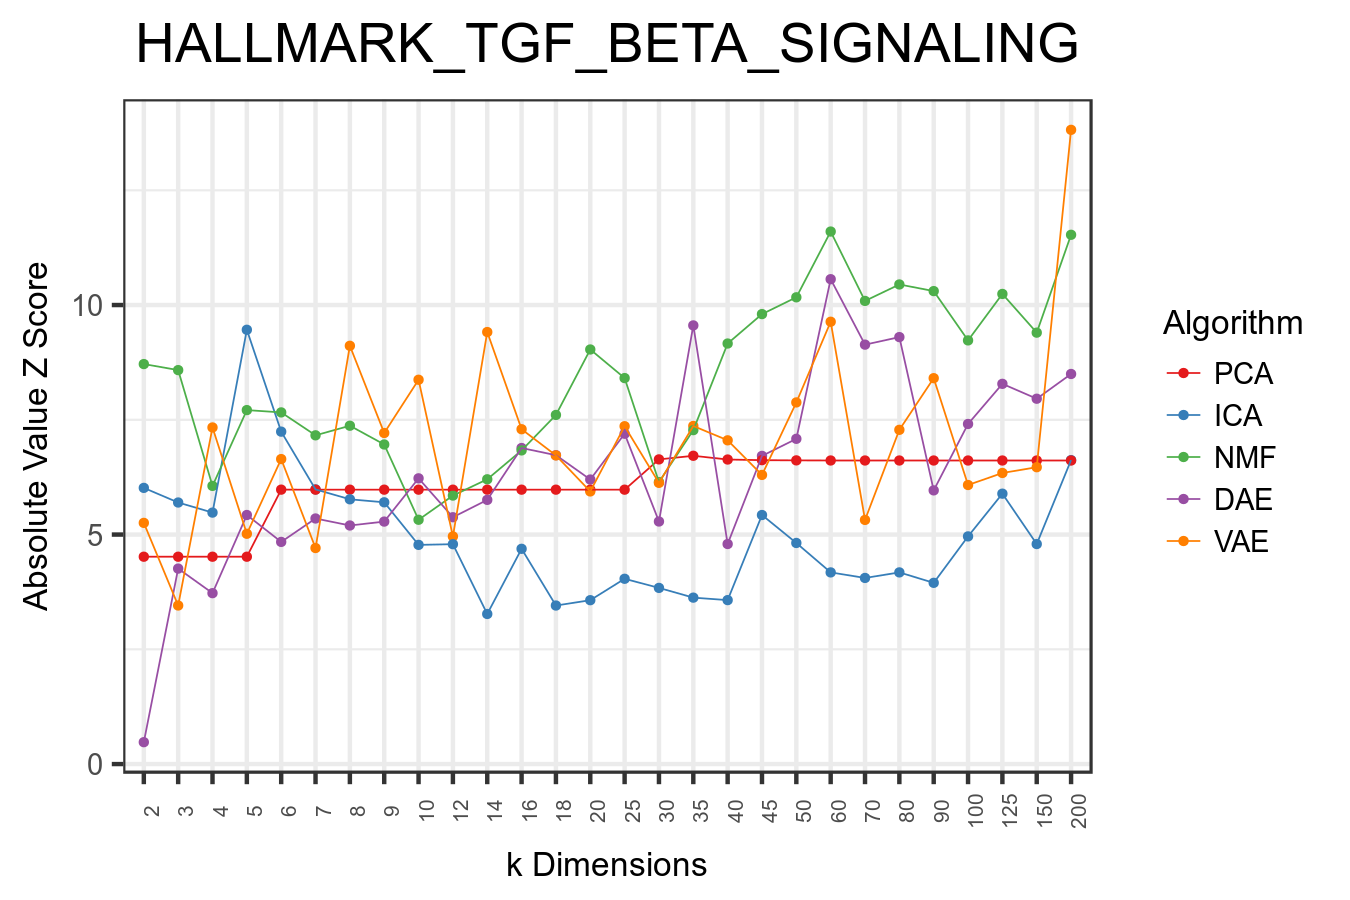 HALLMARK_TGF_BETA_SIGNALING
Absolute Value Z Score
10
5
0
2 3 4 5 6 7 8 9 10 12 14 16 18 20 25 30 35 40 45 50 60 70 80 90 100 125 150 200
k Dimensions
Algorithm
PCA
ICA
NMF
DAE
VAE